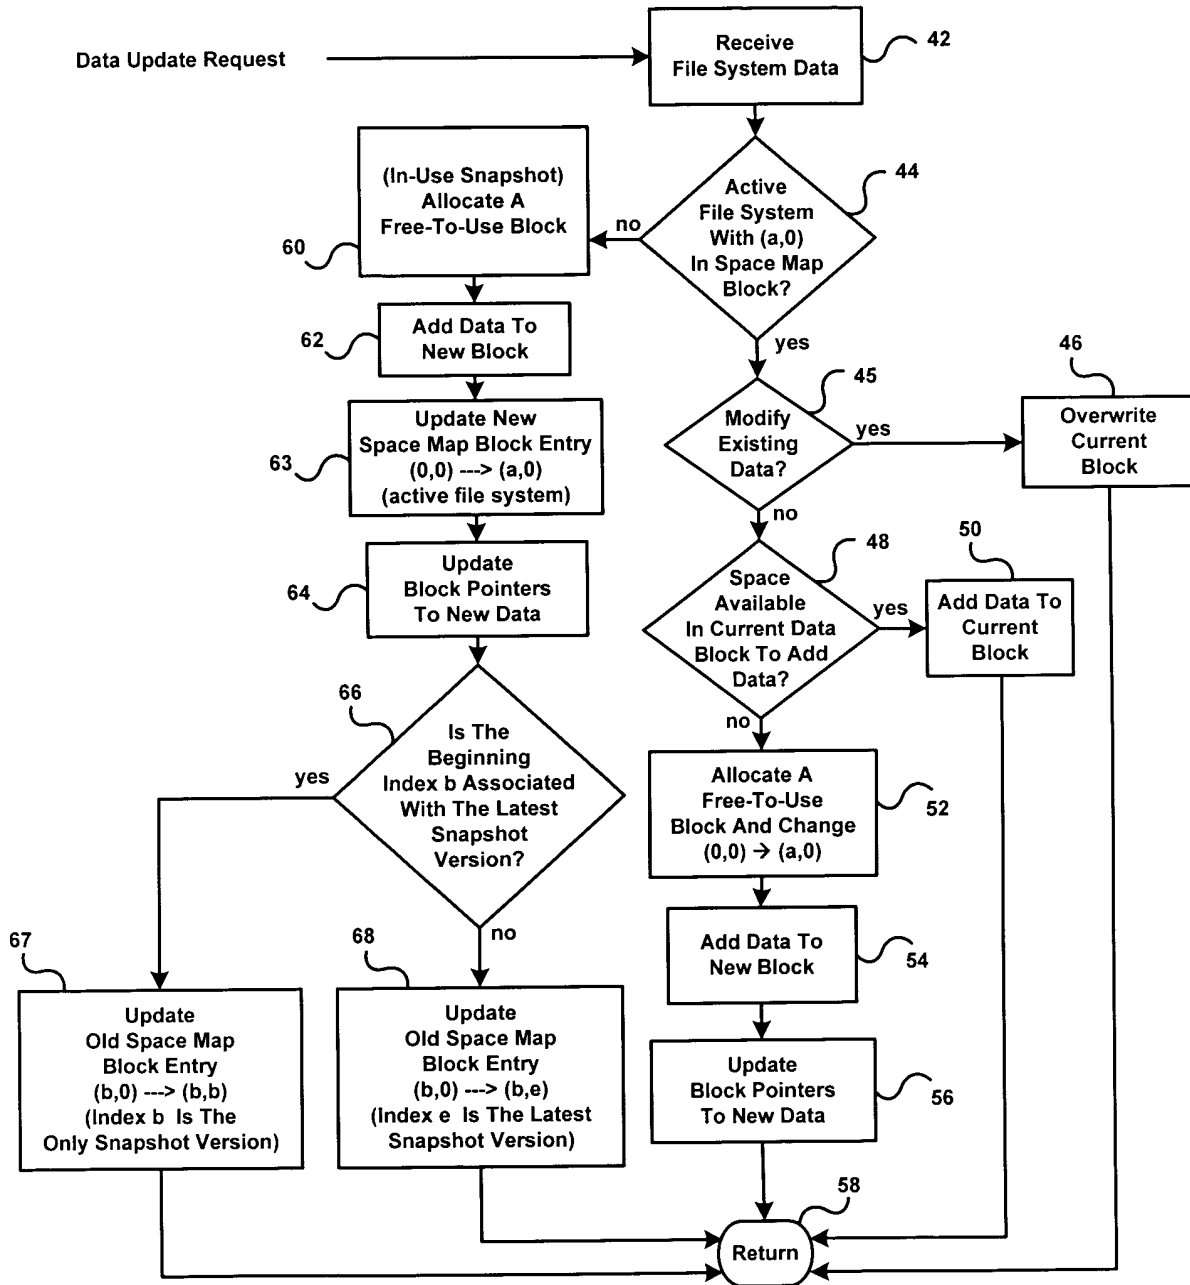 Data Update Request
Receive
File System Data
42
(In-Use Snapshot)
Allocate A
Free-To-Use Block
60
no
Active
File System
With (a,0)
In Space Map
Block?
44
yes
Add Data To
New Block
62
Modify
Existing
Data?
45
yes
no
46
Overwrite
Current
Block
Update New
Space Map Block Entry
(0,0) ---> (a,0)
(active file system)
63
Update
Block Pointers
To New Data
64
Space
Available
In Current Data
Block To Add
Data?
48
yes
no
50
Add Data To
Current
Block
66
Is The
Beginning
Index b Associated
With The Latest
Snapshot
Version?
yes
no
Allocate A
Free-To-Use
Block And Change
(0,0) → (a,0)
52
Add Data To
New Block
54
67
Update
Old Space Map
Block Entry
(b,0) ---> (b,b)
(Index b Is The
Only Snapshot Version)
68
Update
Old Space Map
Block Entry
(b,0) ---> (b,e)
(Index e Is The Latest
Snapshot Version)
Update
Block Pointers
To New Data
56
58
Return